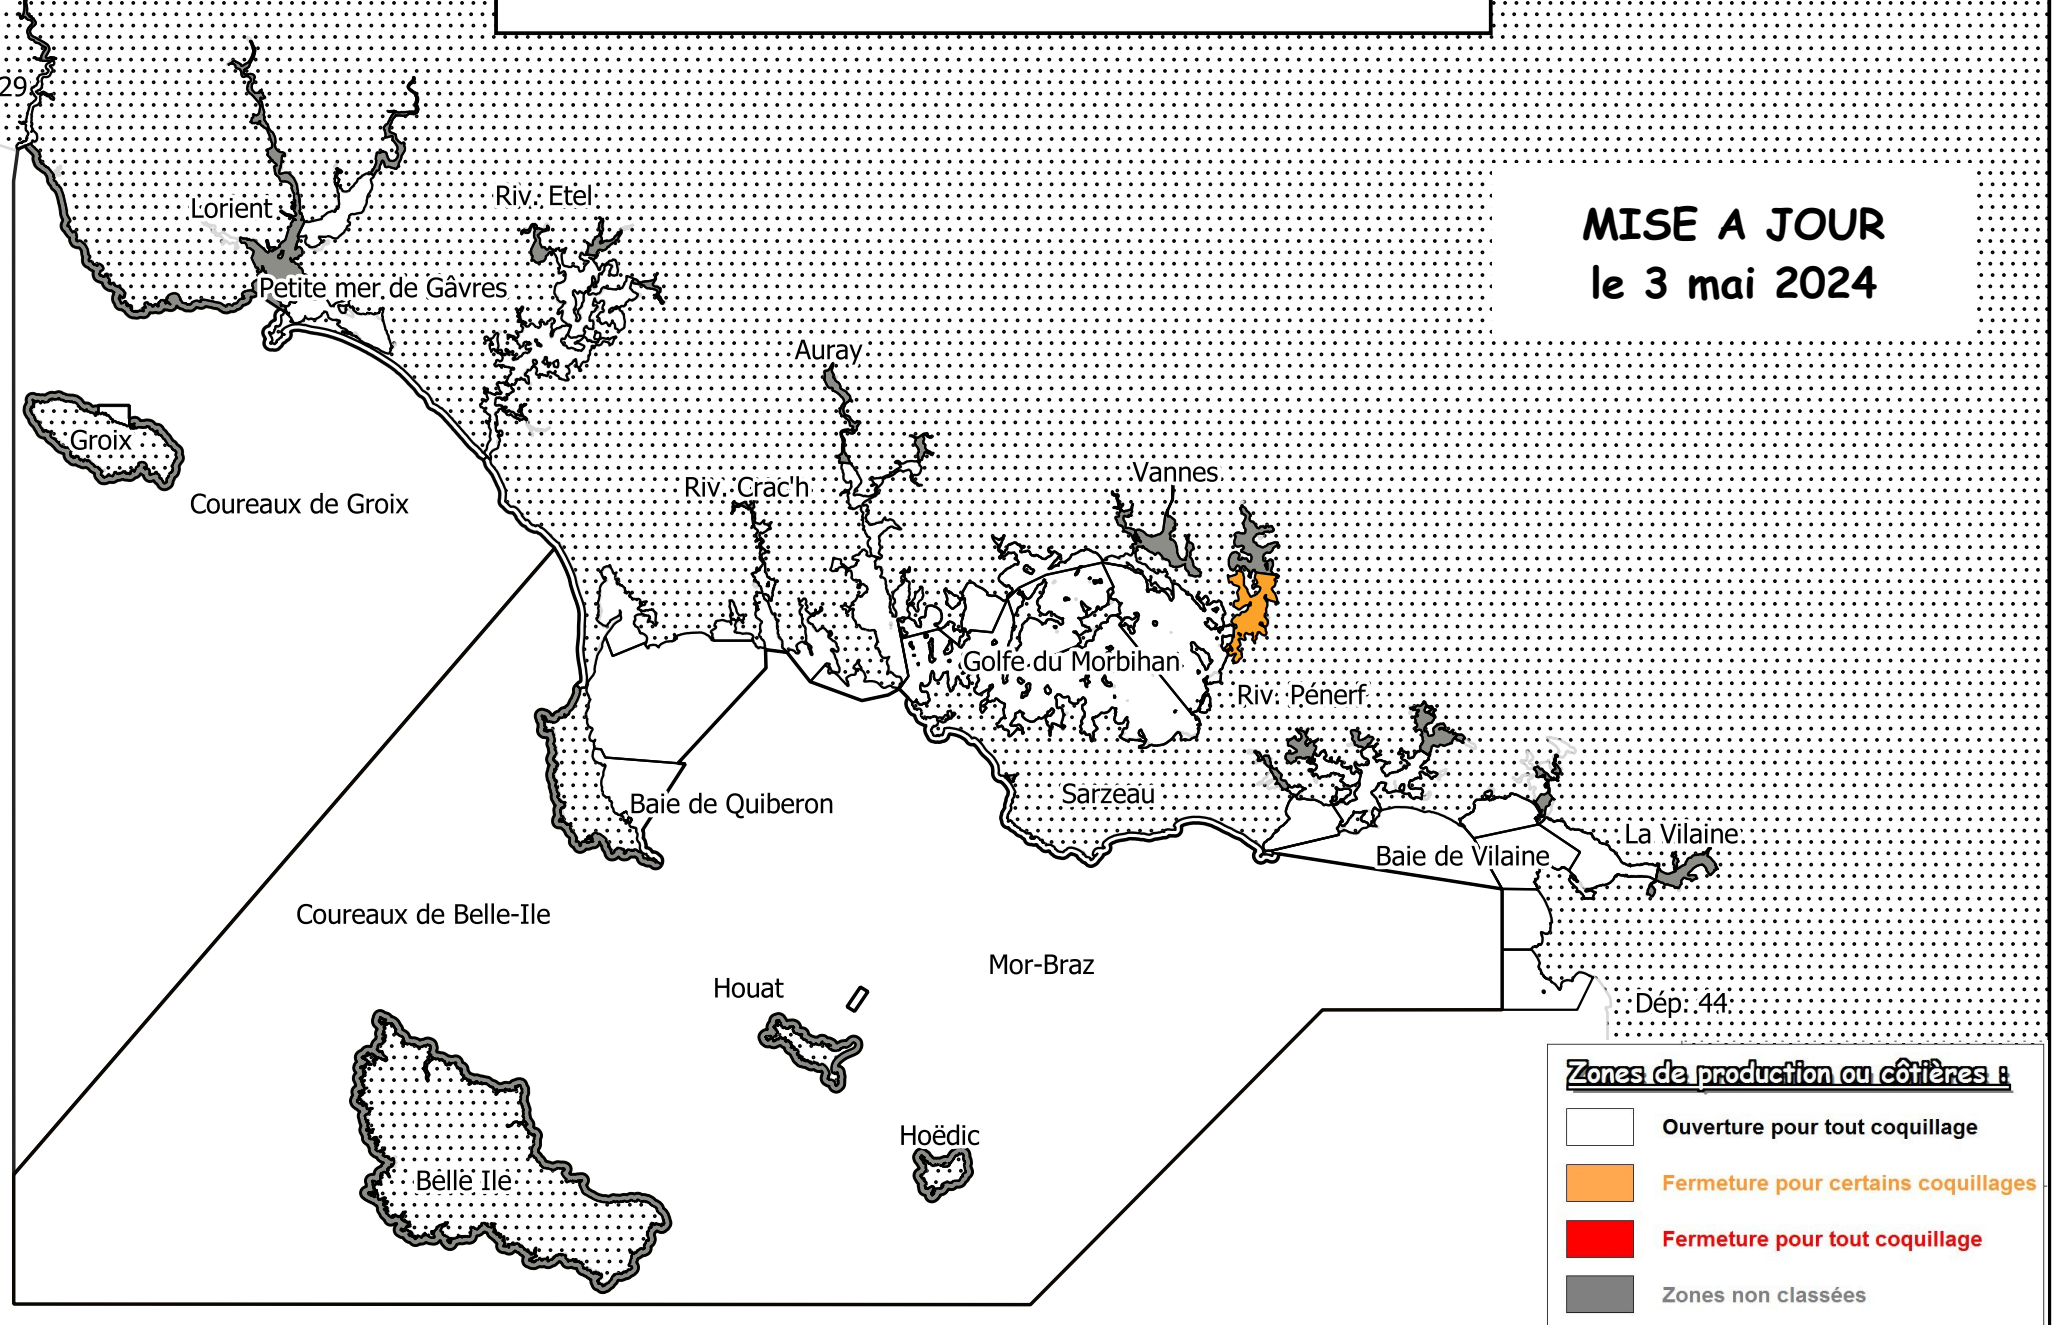 29
Lorient
Riv. Etel
MISE A JOUR
le 3 mai 2024
Petite mer de Gâvres
Auray
Groix
Vannes
Riv. Crac'h
Coureaux de Groix
Golfe du Morbihan
Riv. Pénerf
Sarzeau
Baie de Quiberon
La Vilaine
Baie de Vilaine
Coureaux de Belle-Ile
Mor-Braz
Houat
Dép. 44
Zones de production ou côtières :
Ouverture pour tout coquillage
Hoëdic
Belle Ile
Fermeture pour certains coquillages
Fermeture pour tout coquillage
Zones non classées